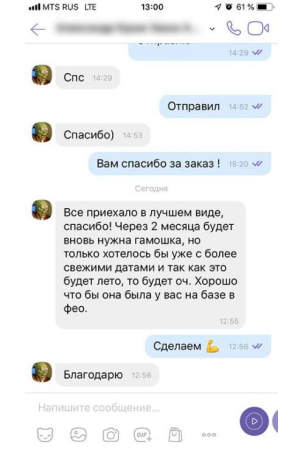 MTS RUS LTE 13:00 61 %
14:29
Спс 14:29
Отправил 14:52
Спасибо) 14:53
Вам спасибо за заказ ! 15:20
Сегодня
Все приехало в лучшем виде,
спасибо! Через 2 месяца будет
вновь нужна гамошка, но
только хотелось бы уже с более
свежими датами и так как это
будет лето, то будет оч. Хорошо
что бы она была у вас на базе в
фео.
12:55
Сделаем 12:56
Благодарю 12:56
Напишите сообщение...
GIF